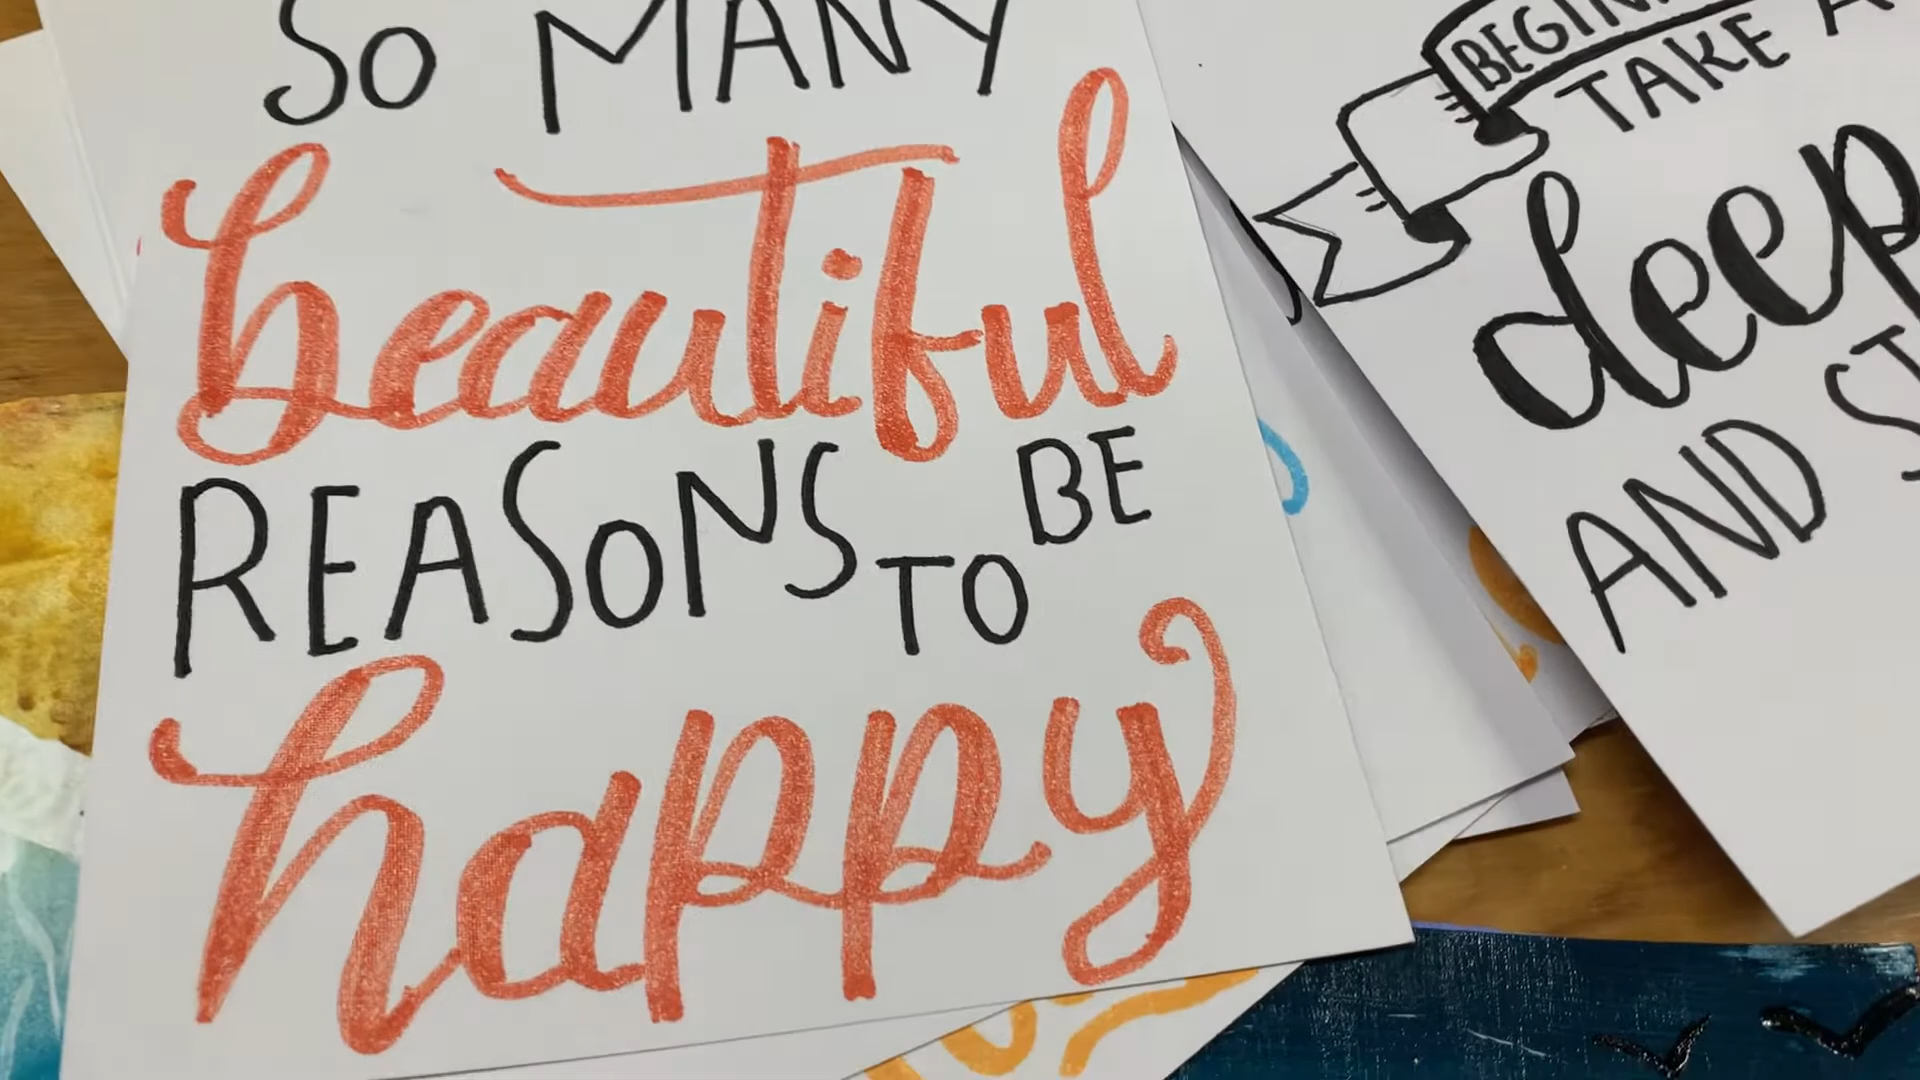 SO MANY
beautiful
REASONS TO BE
happy
TAKE A
deep
AND